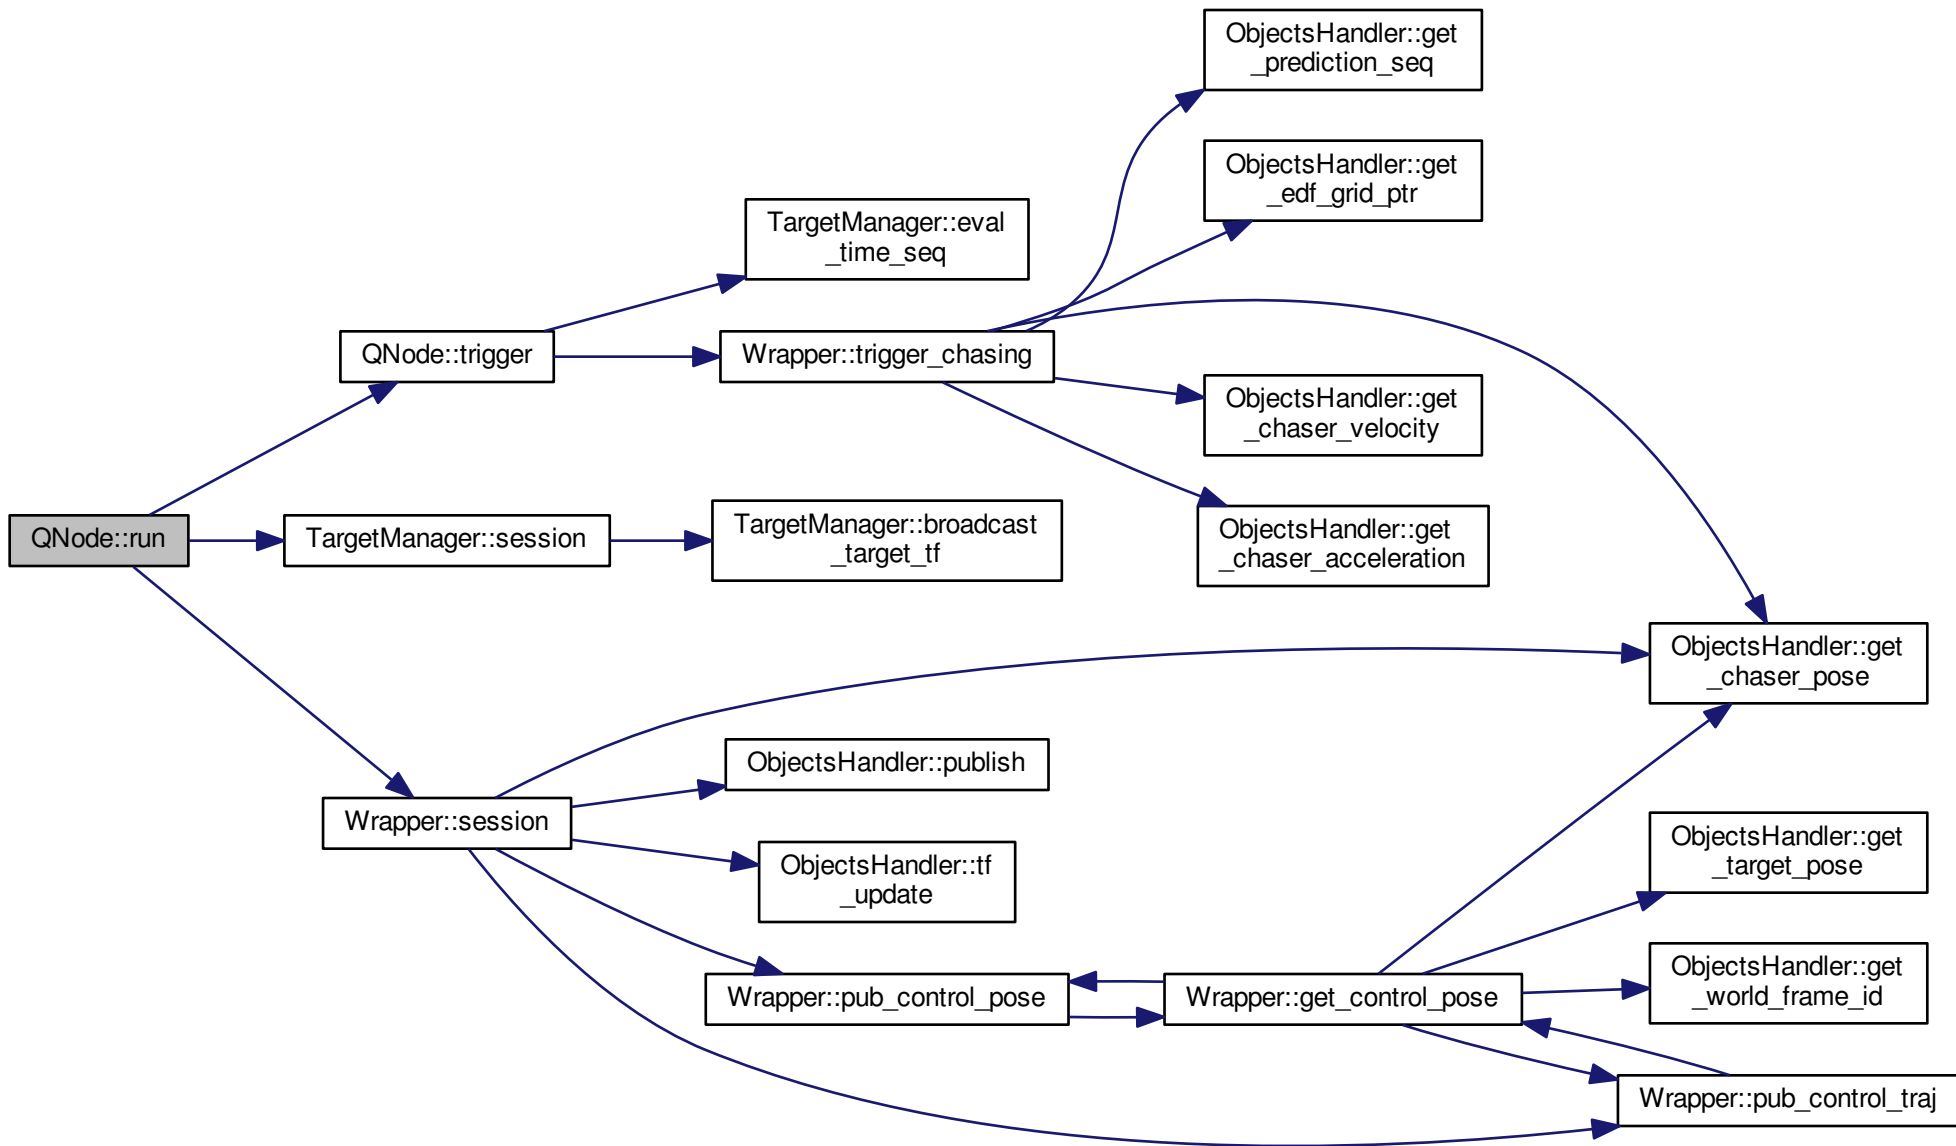 ObjectsHandler::get
_prediction_seq
ObjectsHandler::get
_edf_grid_ptr
TargetManager::eval
_time_seq
QNode::trigger
Wrapper::trigger_chasing
ObjectsHandler::get
_chaser_velocity
QNode::run
TargetManager::session
TargetManager::broadcast
_target_tf
ObjectsHandler::get
_chaser_acceleration
ObjectsHandler::get
_chaser_pose
ObjectsHandler::publish
Wrapper::session
ObjectsHandler::tf
_update
ObjectsHandler::get
_target_pose
Wrapper::pub_control_pose
Wrapper::get_control_pose
ObjectsHandler::get
_world_frame_id
Wrapper::pub_control_traj